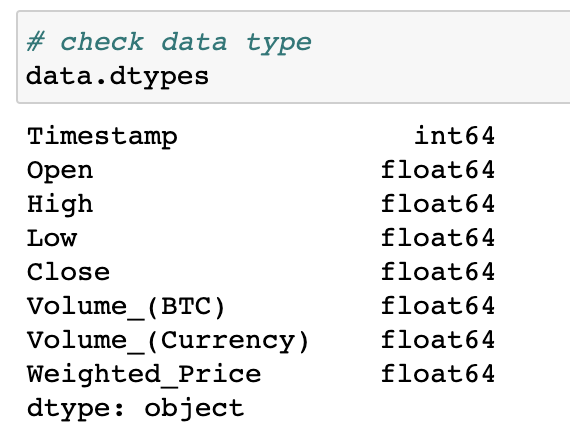 # check data type
data.dtypes
Timestamp int64
Open float64
High float64
Low float64
Close float64
Volume_(BTC) float64
Volume_(Currency) float64
Weighted_Price float64
dtype: object